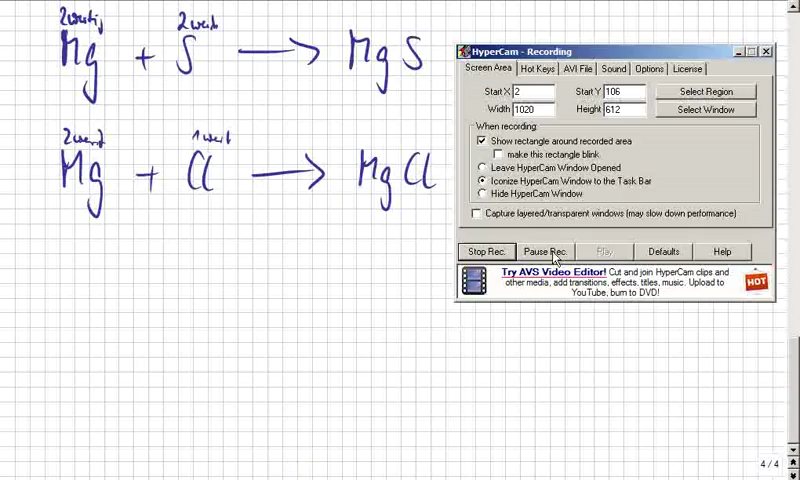 2wertig 2wert
Mg + S → MgS
2wert 1wert
Mg + Cl → MgCl
HyperCam - Recording
Screen Area Hot Keys AVI File Sound Options License
Start X 2 Start Y 106 Select Region
Width 1020 Height 612 Select Window
When recording
Show rectangle around recorded area
make this rectangle blink
Leave HyperCam Window Opened
Iconize HyperCam Window to the Task Bar
Hide HyperCam Window
Capture layered/transparent windows (may slow down performance)
Stop Rec. Pause Rec. Play Defaults Help
Try AVS Video Editor! Cut and join HyperCam clips and
other media, add transitions, effects, titles, music. Upload to
YouTube, burn to DVD!
HOT
4 / 4